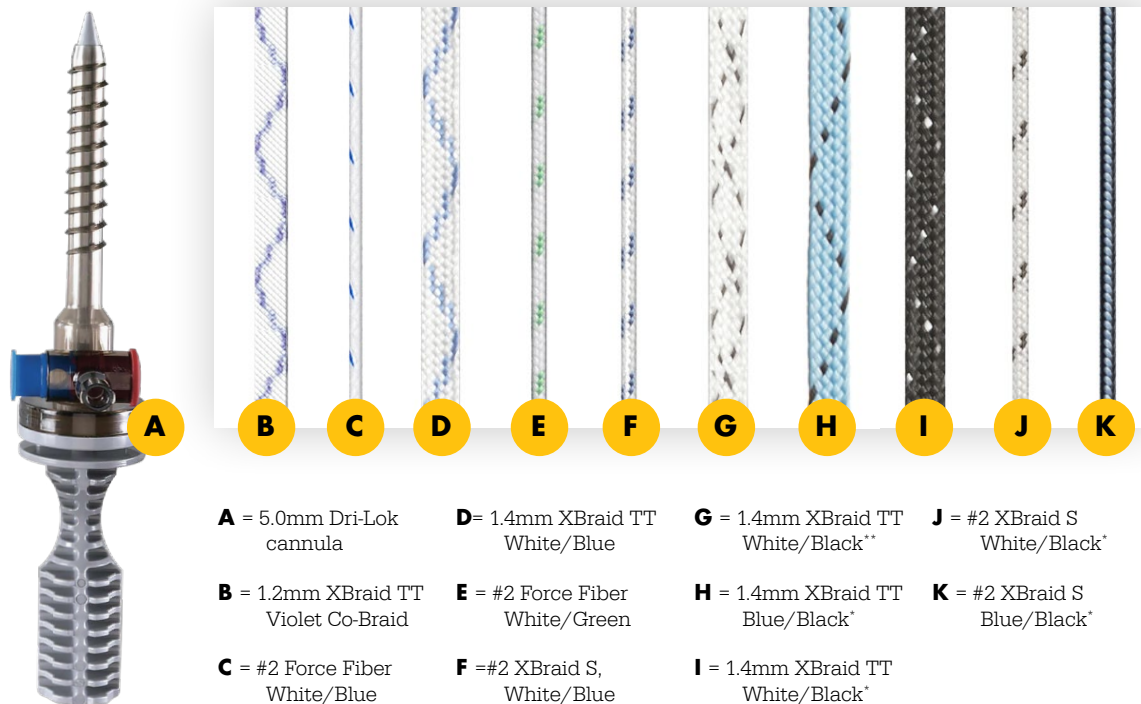 A
B
C
D
E
F
G
H
I
J
K
A = 5.0mm Dri-Lok
cannula
B = 1.2mm XBraid TT
Violet Co-Braid
C = #2 Force Fiber
White/Blue
D= 1.4mm XBraid TT
White/Blue
E = #2 Force Fiber
White/Green
F =#2 XBraid S,
White/Blue
G = 1.4mm XBraid TT
White/Black**
H = 1.4mm XBraid TT
Blue/Black*
I = 1.4mm XBraid TT
White/Black*
J = #2 XBraid S
White/Black*
K = #2 XBraid S
Blue/Black*